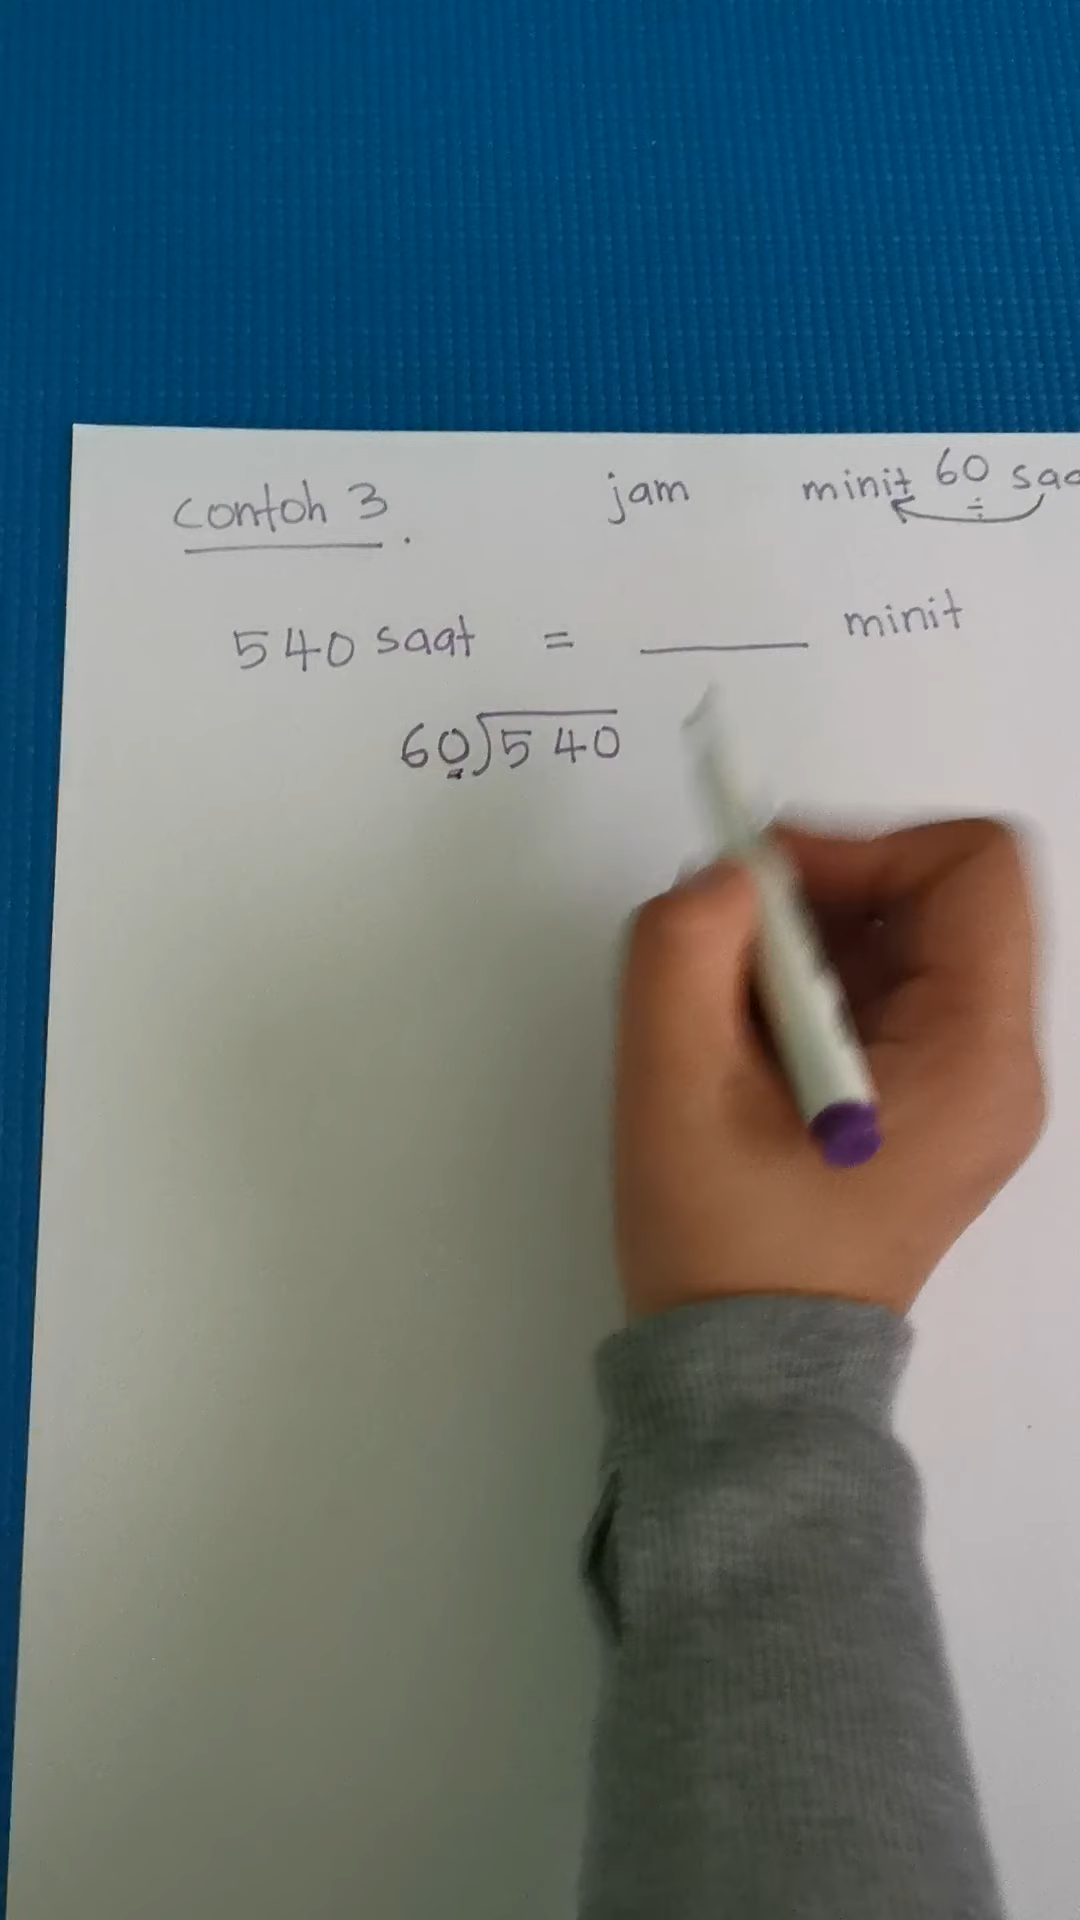 Contoh 3. jam minit 60 saa
÷
540 saat = ______ minit
60)540